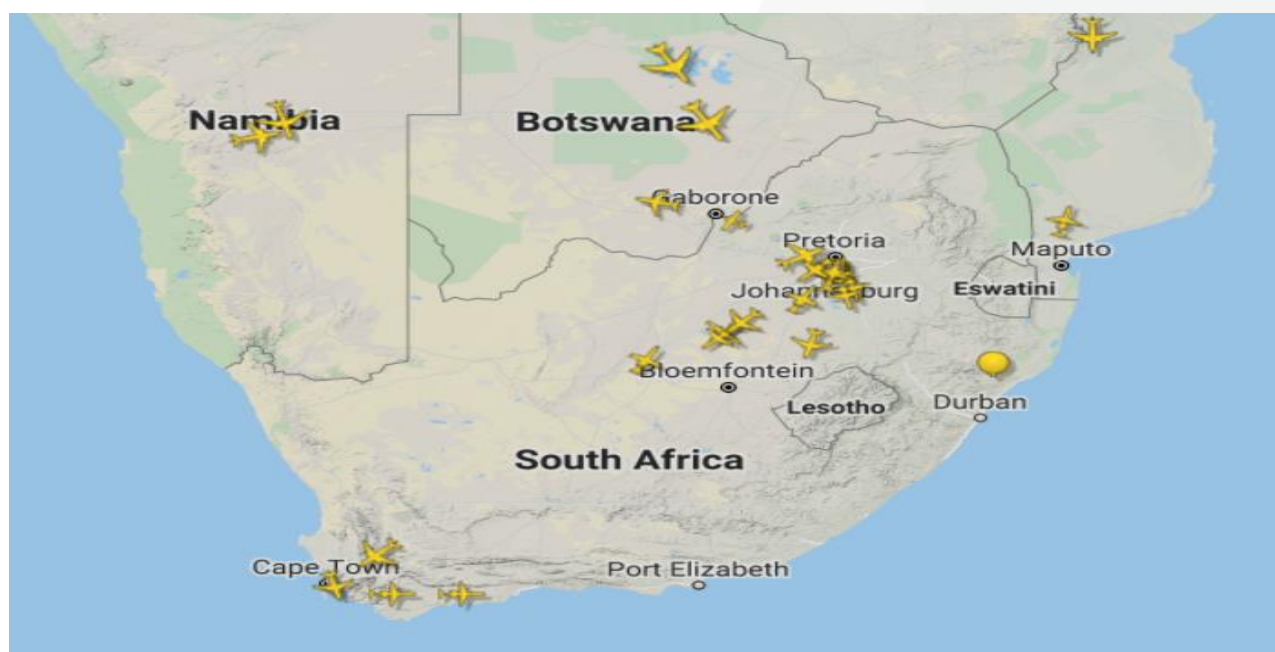 Namibia
Botswana
Gaborone
Pretoria
Maputo
Johannesburg
Eswatini
Bloemfontein
Lesotho
Durban
South Africa
Cape Town
Port Elizabeth